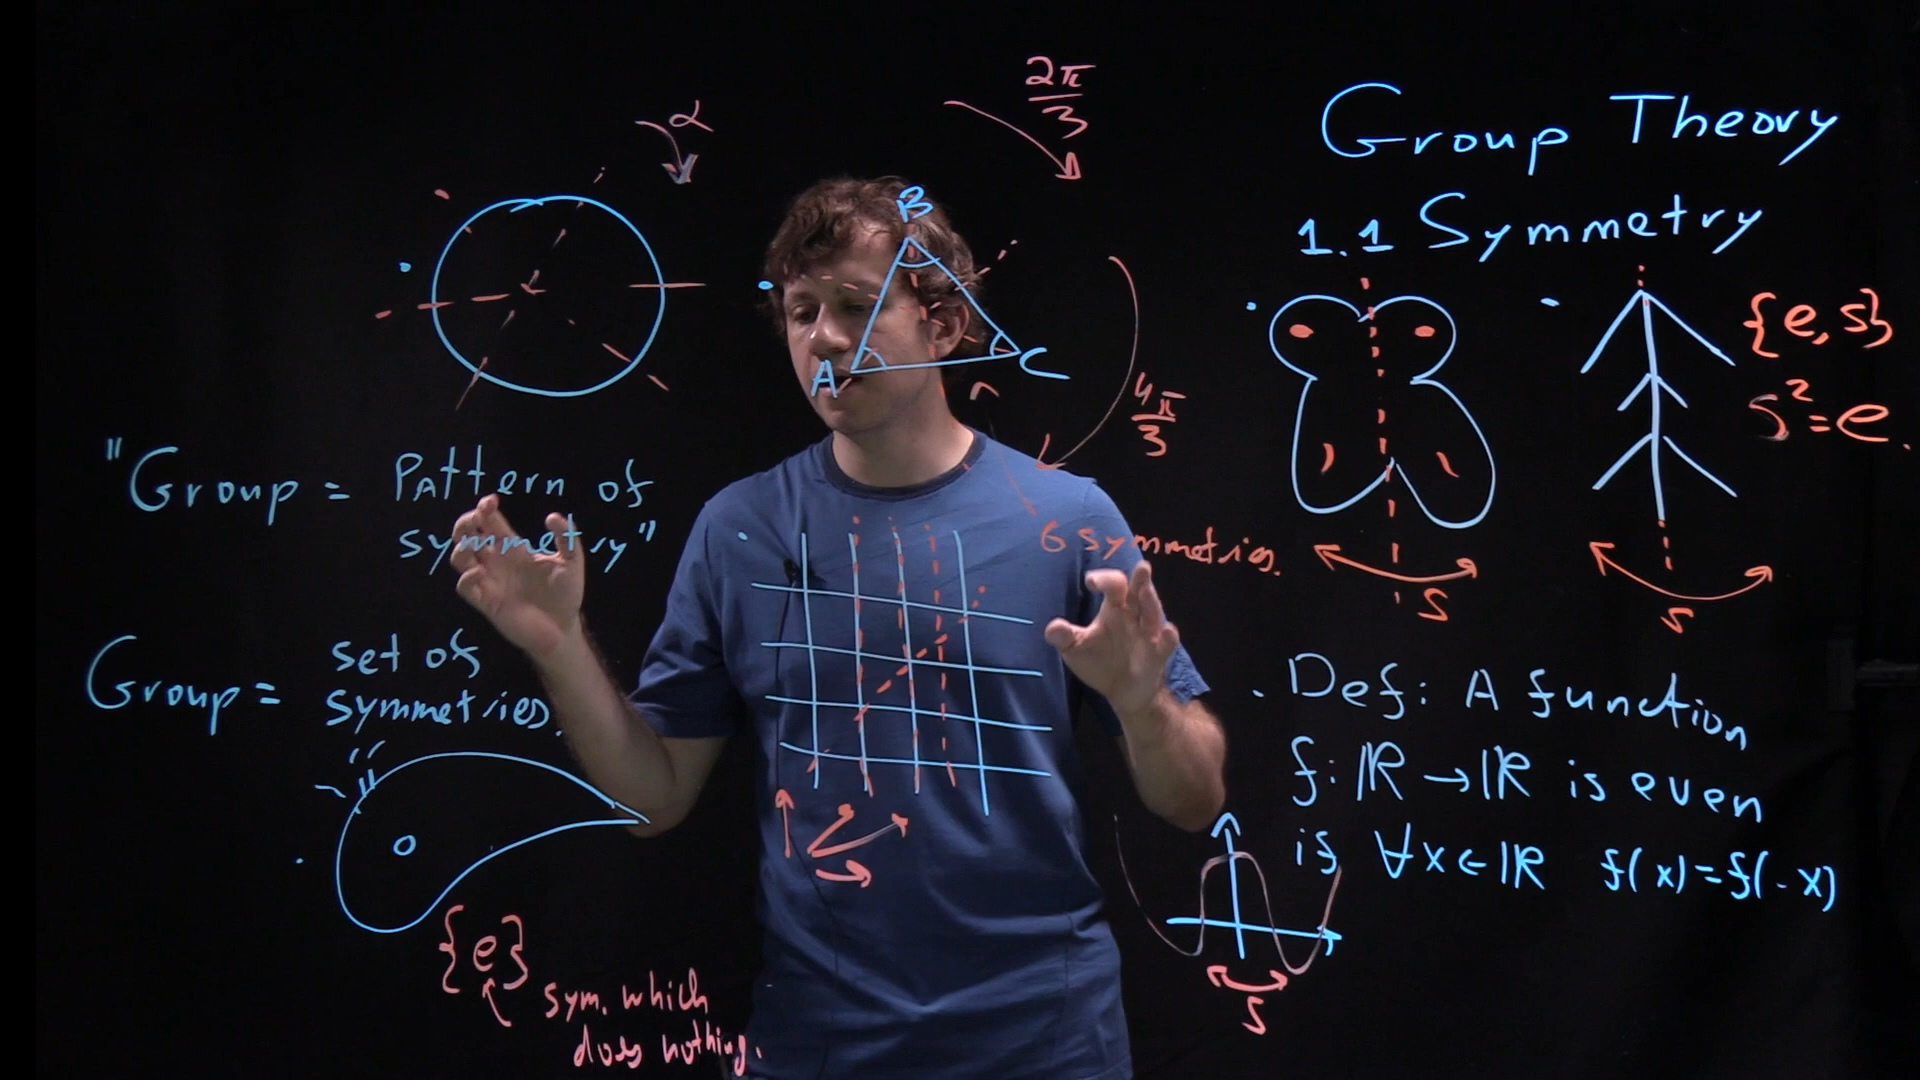 Group Theory
1.1 Symmetry
α
2π/3
4π/3
B
A
C
6 symmetries.
{e, s}
s²=e.
s
s
"Group = Pattern of
symmetry"
Group = set of
symmetries.
{e}
sym. which
does nothing.
. Def: A function
f: ℝ → ℝ is even
if ∀x∈ℝ f(x)=f(-x)
s